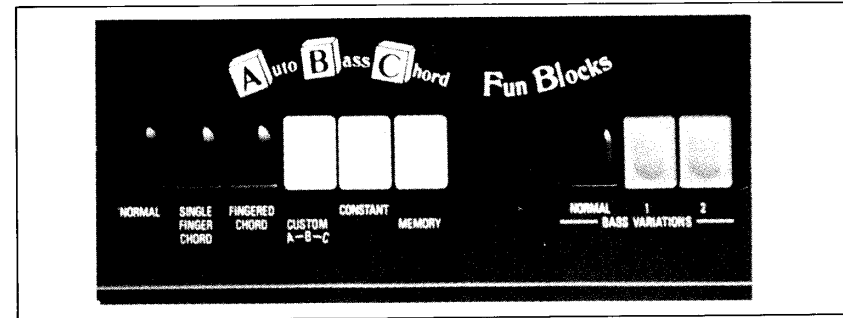 Auto Bass Chord
Fun Blocks
NORMAL
SINGLE FINGER CHORD
FINGERED CHORD
CUSTOM A-B-C
CONSTANT
MEMORY
NORMAL
1
2
BASS VARIATIONS